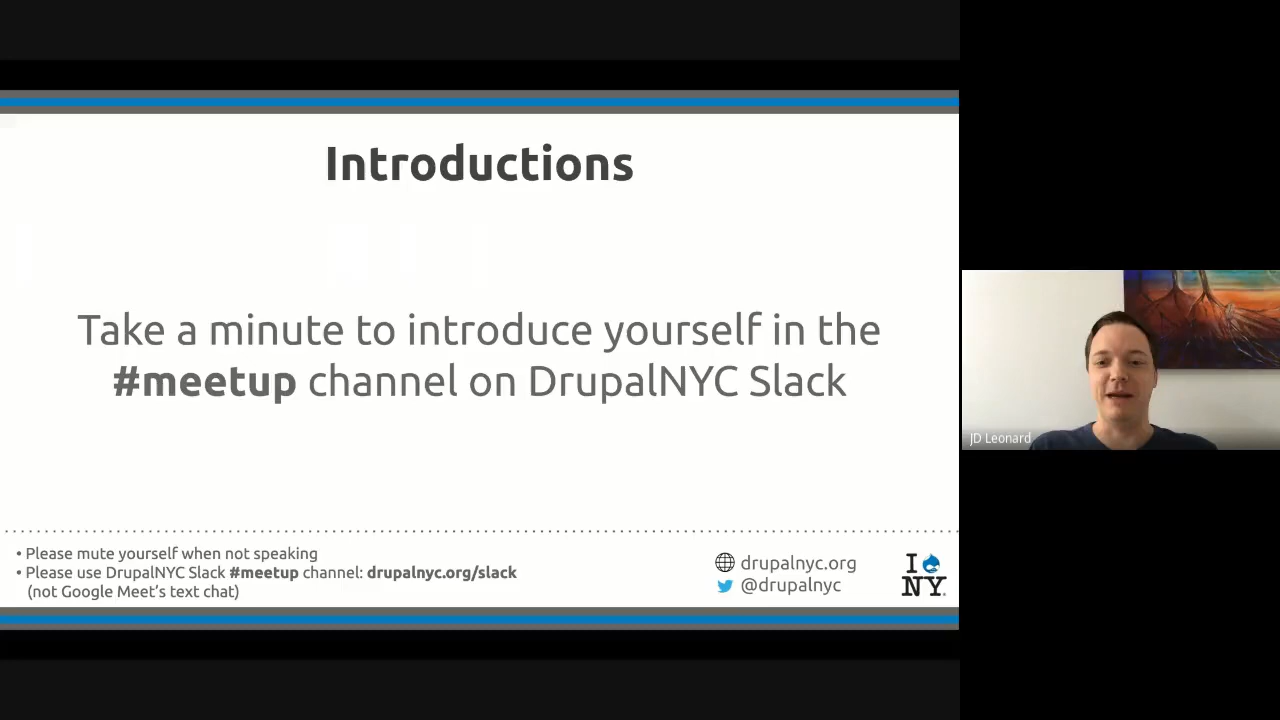 Introductions
Take a minute to introduce yourself in the
#meetup channel on DrupalNYC Slack
• Please mute yourself when not speaking
• Please use DrupalNYC Slack #meetup channel: drupalnyc.org/slack
(not Google Meet's text chat)
drupalnyc.org
@drupalnyc
I
NY
JD Leonard